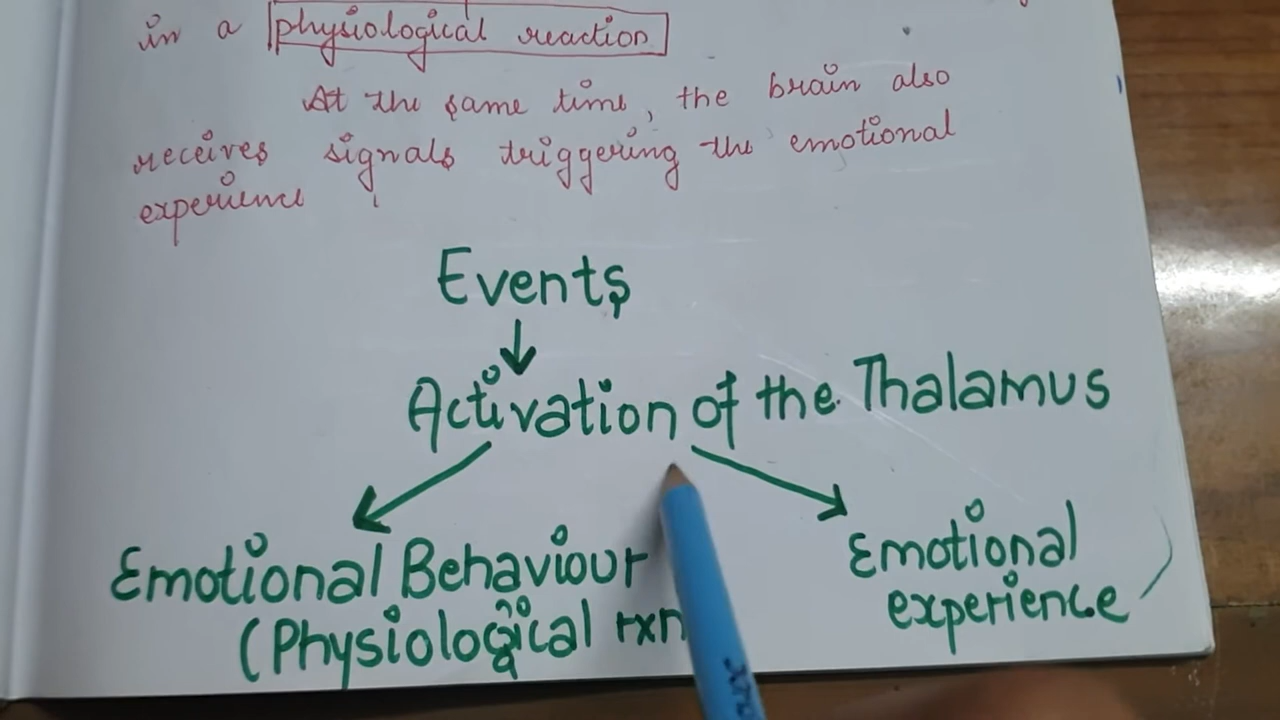 in a physiological reaction
At the same time, the brain also
receives signals triggering the emotional
experience
Events
↓
Activation of the Thalamus
Emotional Behaviour
(Physiological rxn
Emotional
experience